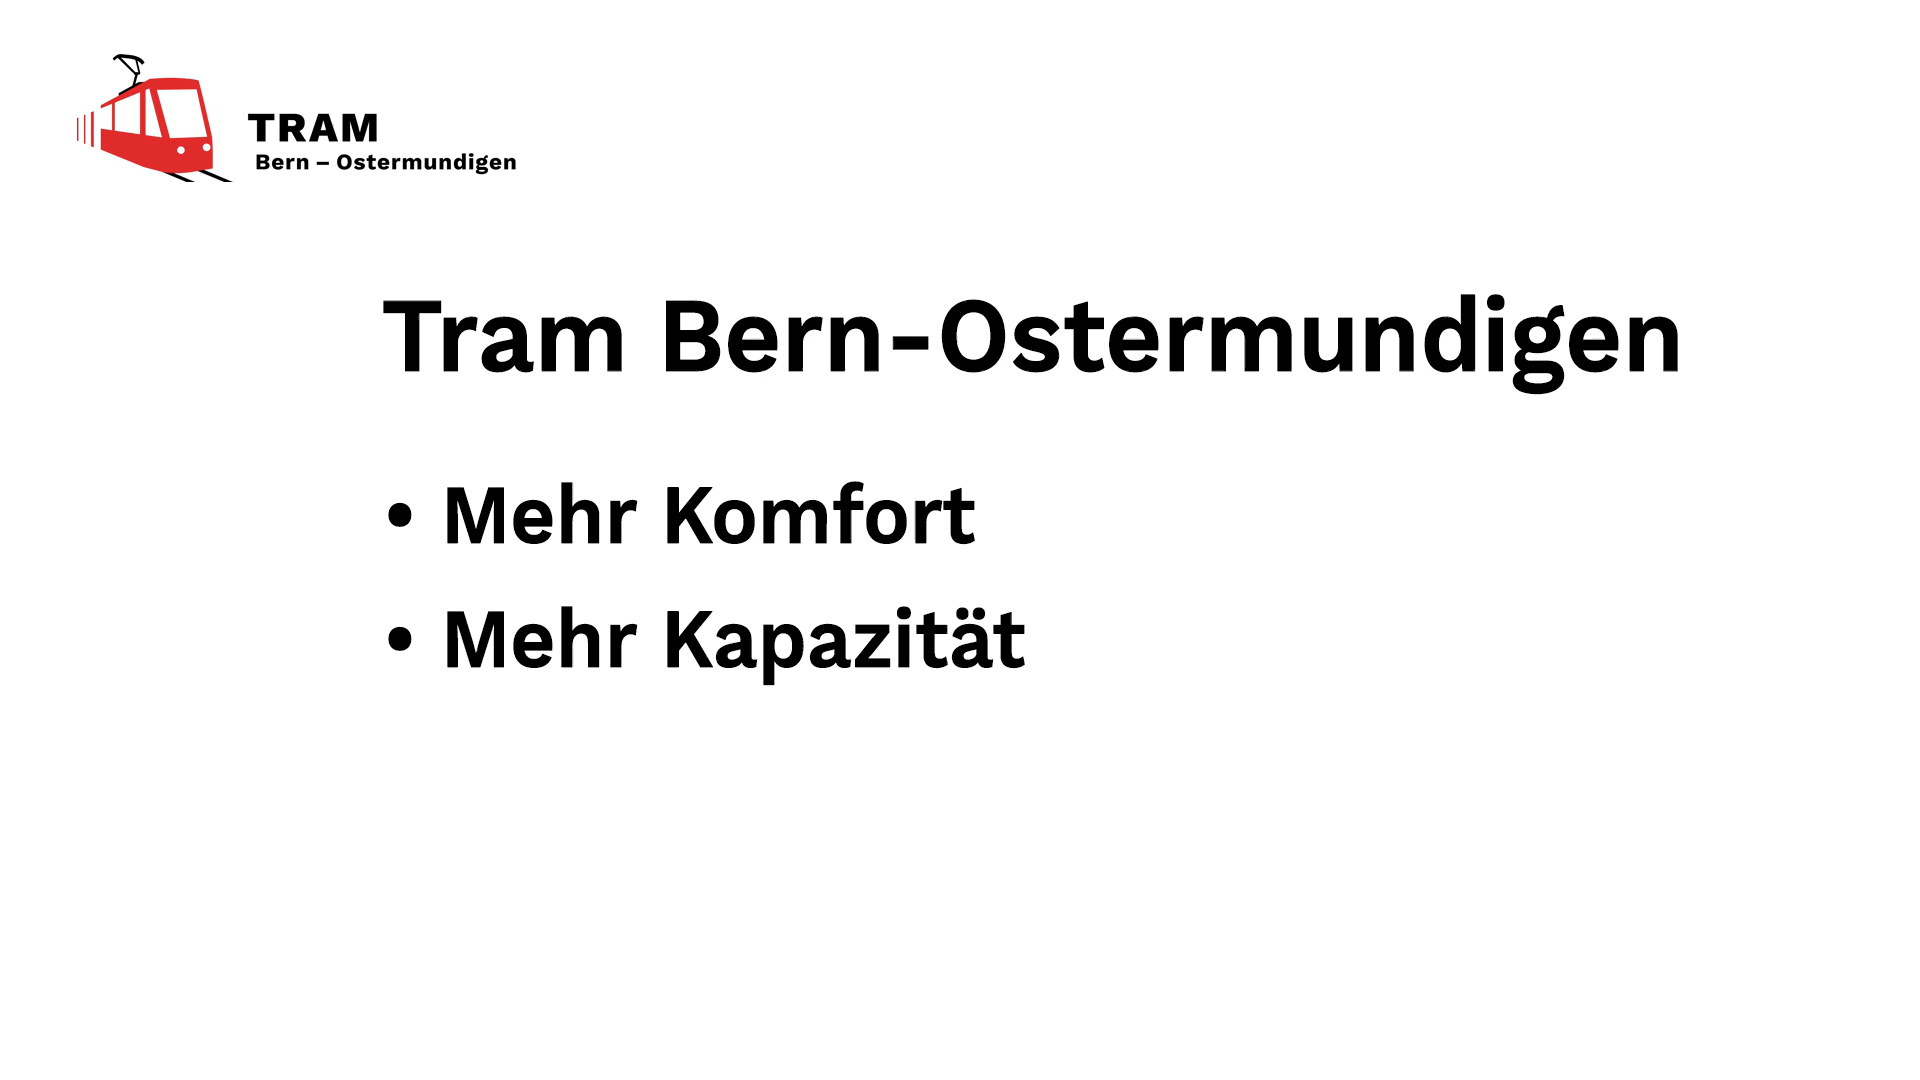 TRAM
Bern – Ostermundigen
Tram Bern-Ostermundigen
• Mehr Komfort
• Mehr Kapazität